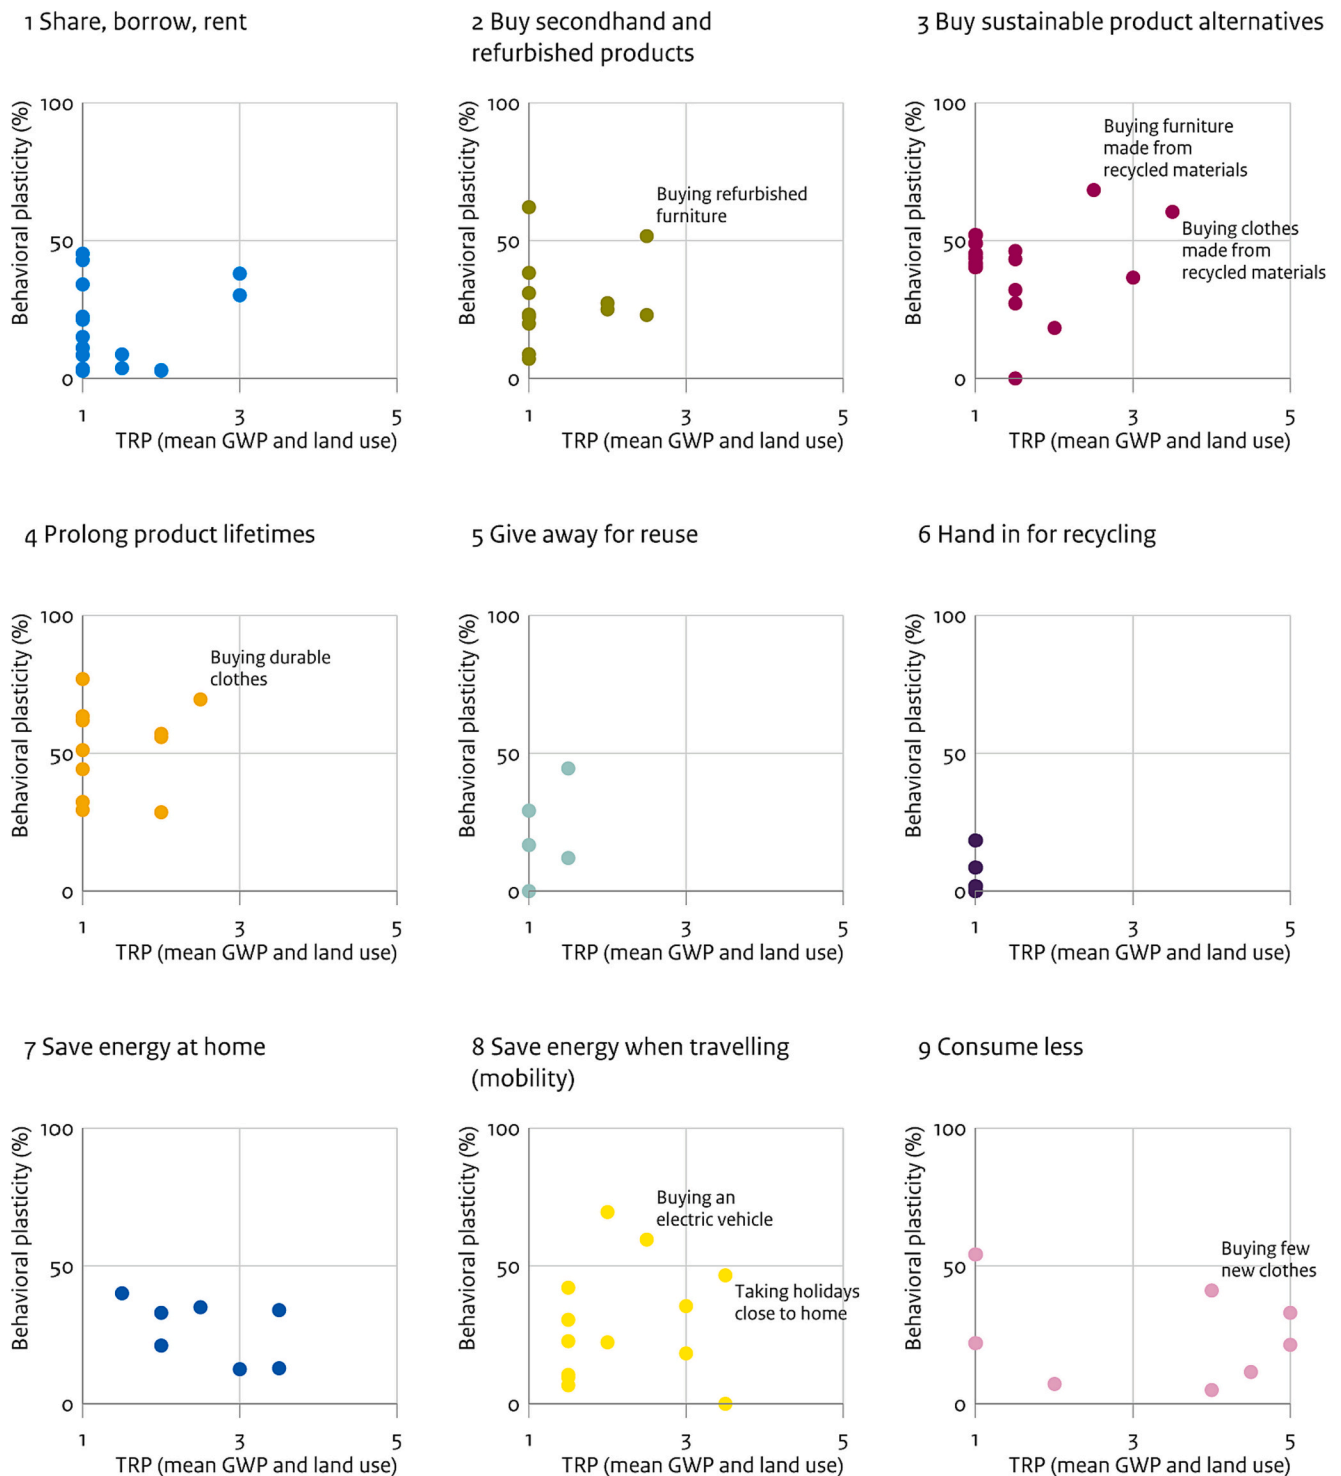 1 Share, borrow, rent
2 Buy secondhand and
refurbished products
3 Buy sustainable product alternatives
Behavioral plasticity (%)
100
50
0
1
3
5
TRP (mean GWP and land use)
Behavioral plasticity (%)
100
50
0
Buying refurbished
furniture
1
3
5
TRP (mean GWP and land use)
Behavioral plasticity (%)
100
50
0
Buying furniture
made from
recycled materials
Buying clothes
made from
recycled materials
1
3
5
TRP (mean GWP and land use)
4 Prolong product lifetimes
5 Give away for reuse
6 Hand in for recycling
Behavioral plasticity (%)
100
50
0
Buying durable
clothes
1
3
5
TRP (mean GWP and land use)
Behavioral plasticity (%)
100
50
0
1
3
5
TRP (mean GWP and land use)
Behavioral plasticity (%)
100
50
0
1
3
5
TRP (mean GWP and land use)
7 Save energy at home
8 Save energy when travelling
(mobility)
9 Consume less
Behavioral plasticity (%)
100
50
0
1
3
5
TRP (mean GWP and land use)
Behavioral plasticity (%)
100
50
0
Buying an
electric vehicle
Taking holidays
close to home
1
3
5
TRP (mean GWP and land use)
Behavioral plasticity (%)
100
50
0
Buying few
new clothes
1
3
5
TRP (mean GWP and land use)